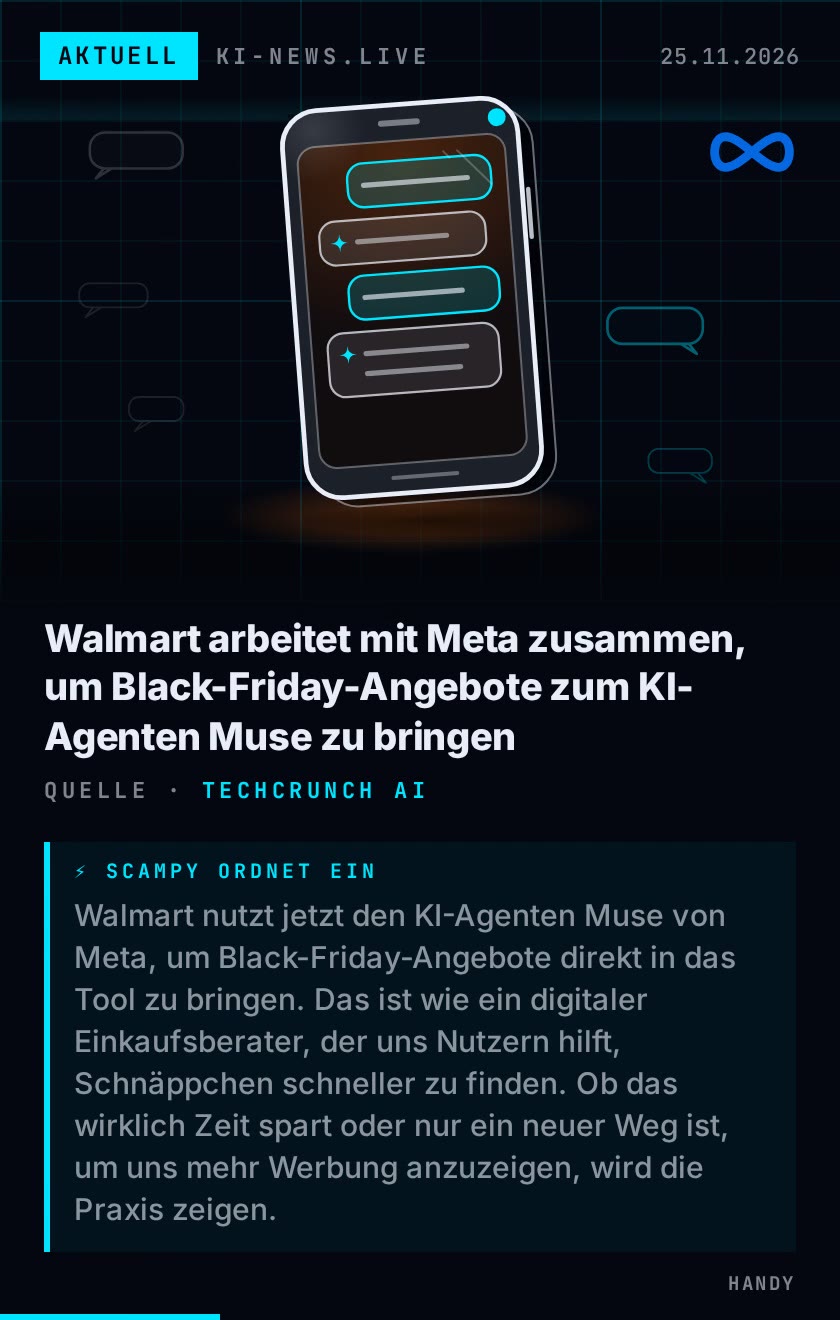 AKTUELL KI-NEWS.LIVE 25.11.2026
Walmart arbeitet mit Meta zusammen,
um Black-Friday-Angebote zum KI-
Agenten Muse zu bringen
QUELLE · TECHCRUNCH AI
⚡ SCAMPY ORDNET EIN
Walmart nutzt jetzt den KI-Agenten Muse von
Meta, um Black-Friday-Angebote direkt in das
Tool zu bringen. Das ist wie ein digitaler
Einkaufsberater, der uns Nutzern hilft,
Schnäppchen schneller zu finden. Ob das
wirklich Zeit spart oder nur ein neuer Weg ist,
um uns mehr Werbung anzuzeigen, wird die
Praxis zeigen.
HANDY